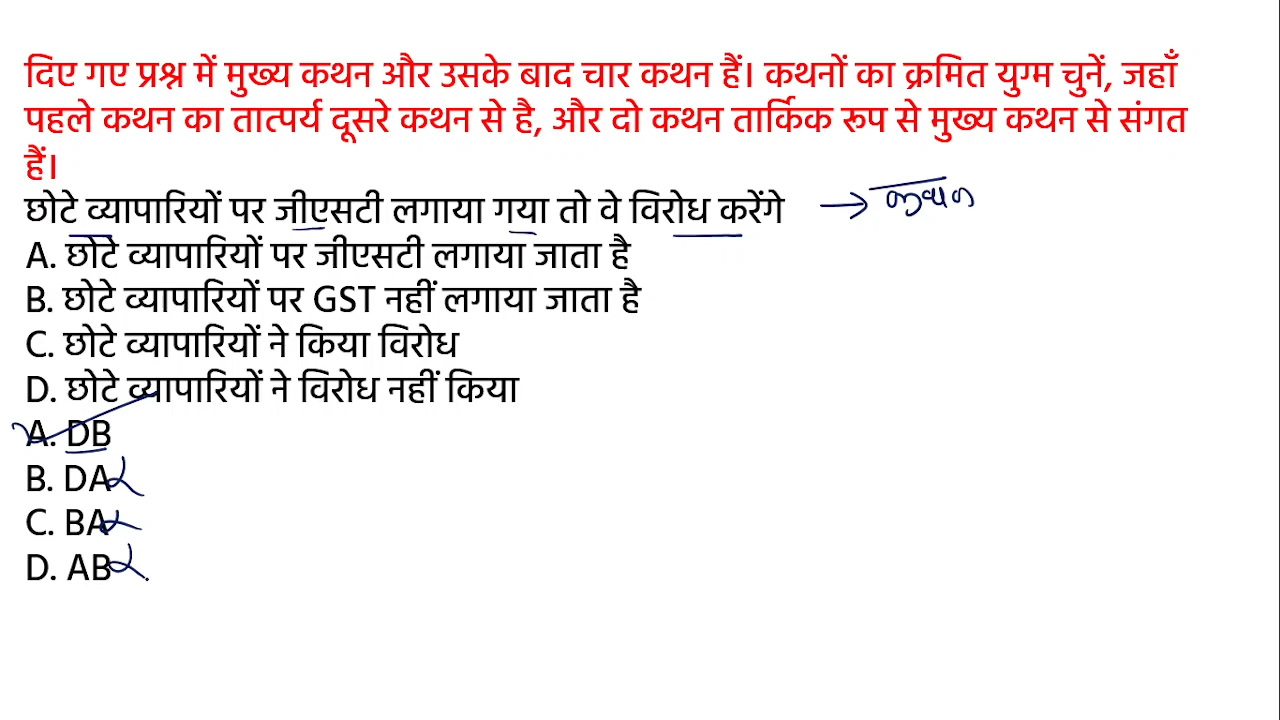 दिए गए प्रश्न में मुख्य कथन और उसके बाद चार कथन हैं। कथनों का क्रमित युग्म चुनें, जहाँ
पहले कथन का तात्पर्य दूसरे कथन से है, और दो कथन तार्किक रूप से मुख्य कथन से संगत
हैं।
छोटे व्यापारियों पर जीएसटी लगाया गया तो वे विरोध करेंगे → कथन
A. छोटे व्यापारियों पर जीएसटी लगाया जाता है
B. छोटे व्यापारियों पर GST नहीं लगाया जाता है
C. छोटे व्यापारियों ने किया विरोध
D. छोटे व्यापारियों ने विरोध नहीं किया
A. DB
B. DA
C. BA
D. AB